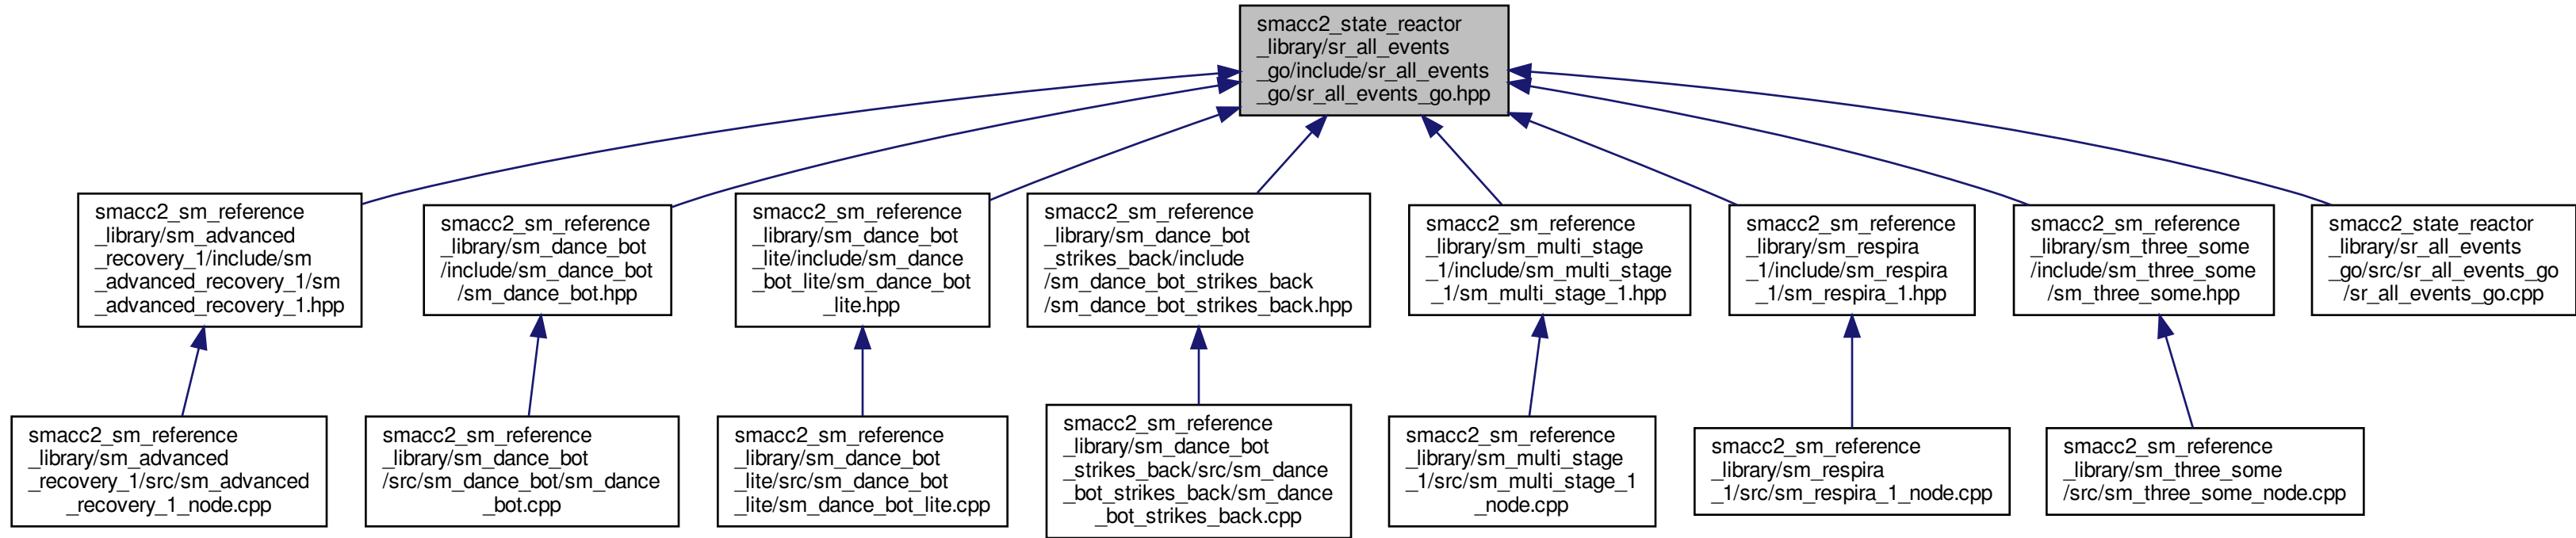 smacc2_state_reactor
_library/sr_all_events
_go/include/sr_all_events
_go/sr_all_events_go.hpp
smacc2_sm_reference
_library/sm_advanced
_recovery_1/include/sm
_advanced_recovery_1/sm
_advanced_recovery_1.hpp
smacc2_sm_reference
_library/sm_dance_bot
/include/sm_dance_bot
/sm_dance_bot.hpp
smacc2_sm_reference
_library/sm_dance_bot
_lite/include/sm_dance
_bot_lite/sm_dance_bot
_lite.hpp
smacc2_sm_reference
_library/sm_dance_bot
_strikes_back/include
/sm_dance_bot_strikes_back
/sm_dance_bot_strikes_back.hpp
smacc2_sm_reference
_library/sm_multi_stage
_1/include/sm_multi_stage
_1/sm_multi_stage_1.hpp
smacc2_sm_reference
_library/sm_respira
_1/include/sm_respira
_1/sm_respira_1.hpp
smacc2_sm_reference
_library/sm_three_some
/include/sm_three_some
/sm_three_some.hpp
smacc2_state_reactor
_library/sr_all_events
_go/src/sr_all_events_go
/sr_all_events_go.cpp
smacc2_sm_reference
_library/sm_advanced
_recovery_1/src/sm_advanced
_recovery_1_node.cpp
smacc2_sm_reference
_library/sm_dance_bot
/src/sm_dance_bot/sm_dance
_bot.cpp
smacc2_sm_reference
_library/sm_dance_bot
_lite/src/sm_dance_bot
_lite/sm_dance_bot_lite.cpp
smacc2_sm_reference
_library/sm_dance_bot
_strikes_back/src/sm_dance
_bot_strikes_back/sm_dance
_bot_strikes_back.cpp
smacc2_sm_reference
_library/sm_multi_stage
_1/src/sm_multi_stage_1
_node.cpp
smacc2_sm_reference
_library/sm_respira
_1/src/sm_respira_1_node.cpp
smacc2_sm_reference
_library/sm_three_some
/src/sm_three_some_node.cpp